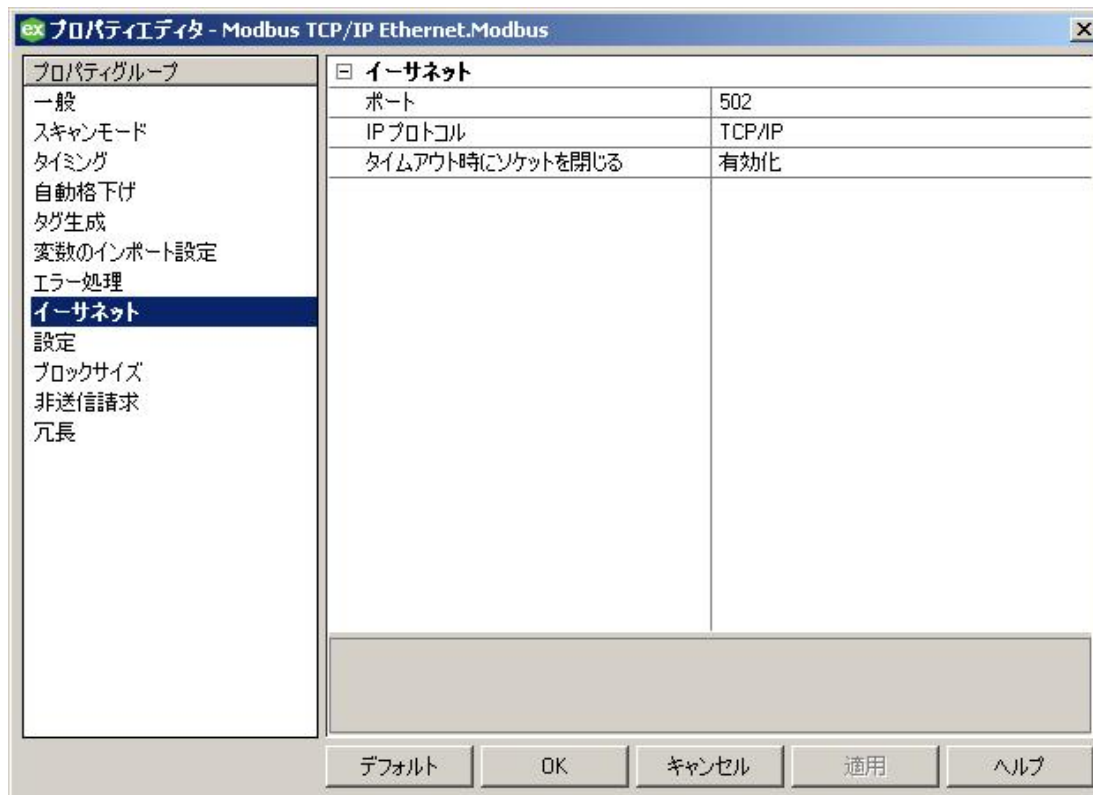 ex プロパティエディタ - Modbus TCP/IP Ethernet.Modbus
プロパティグループ
一般
スキャンモード
タイミング
自動格下げ
タグ生成
変数のインポート設定
エラー処理
イーサネット
設定
ブロックサイズ
非送信請求
冗長
イーサネット
ポート 502
IP プロトコル TCP/IP
タイムアウト時にソケットを閉じる 有効化
デフォルト OK キャンセル 適用 ヘルプ